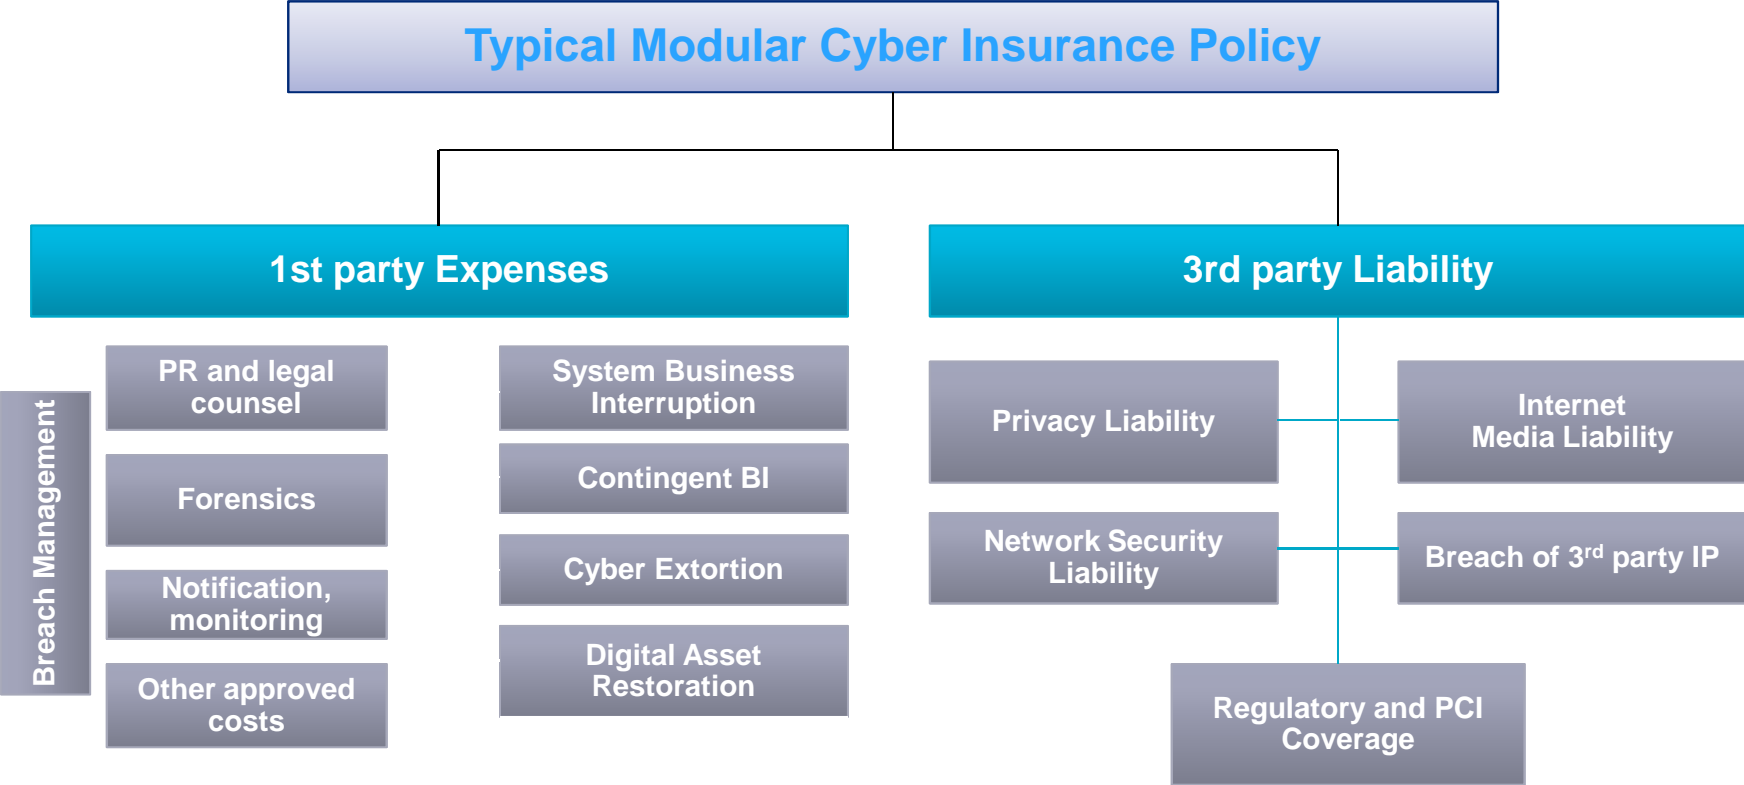 Typical Modular Cyber Insurance Policy
1st party Expenses
3rd party Liability
Breach Management
PR and legal
counsel
Forensics
Notification,
monitoring
Other approved
costs
System Business
Interruption
Contingent BI
Cyber Extortion
Digital Asset
Restoration
Privacy Liability
Internet
Media Liability
Network Security
Liability
Breach of 3rd party IP
Regulatory and PCI
Coverage